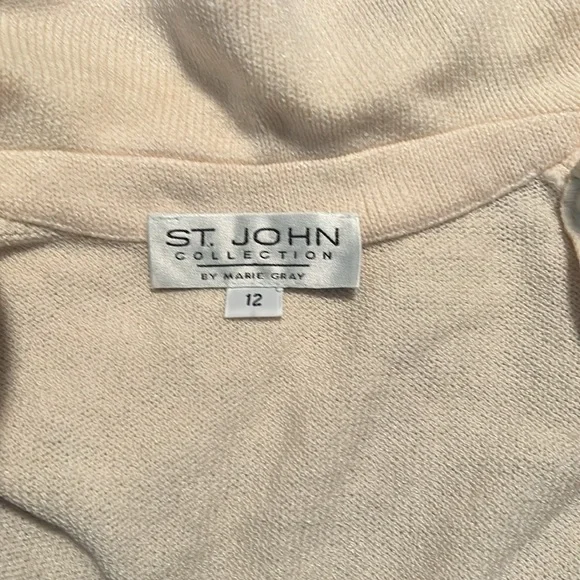 ST. JOHN
COLLECTION
BY MARIE GRAY
12